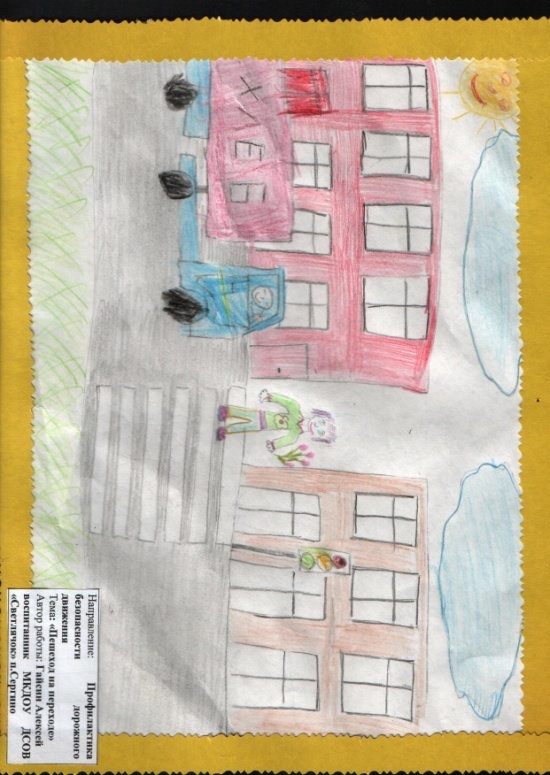 Направление: Профилактика
безопасности дорожного
движения
Тема: «Пешеход на переходе»
Автор работы: Гайсин Алексей
воспитанник МКДОУ ДСОВ
«Светлячок» п.Сергино